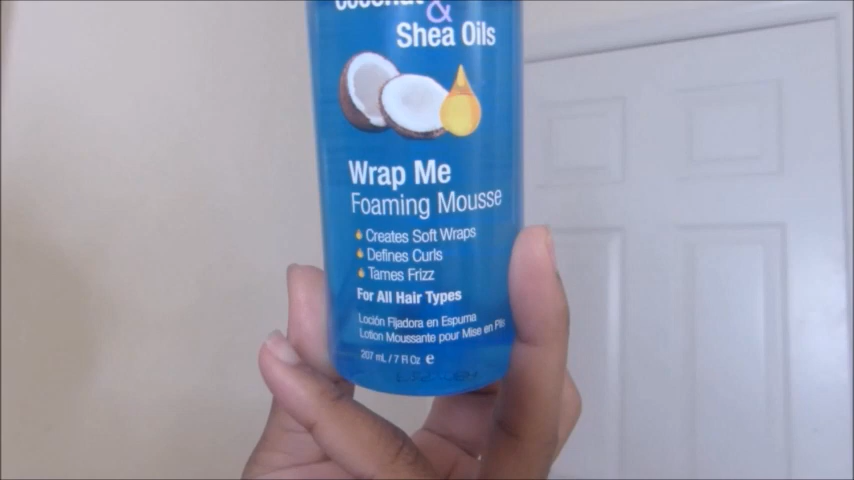 Coconut &
Shea Oils
Wrap Me
Foaming Mousse
Creates Soft Wraps
Defines Curls
Tames Frizz
For All Hair Types
Loción Fijadora en Espuma
Lotion Moussante pour Mise en Plis
207 mL / 7 Fl Oz ℮